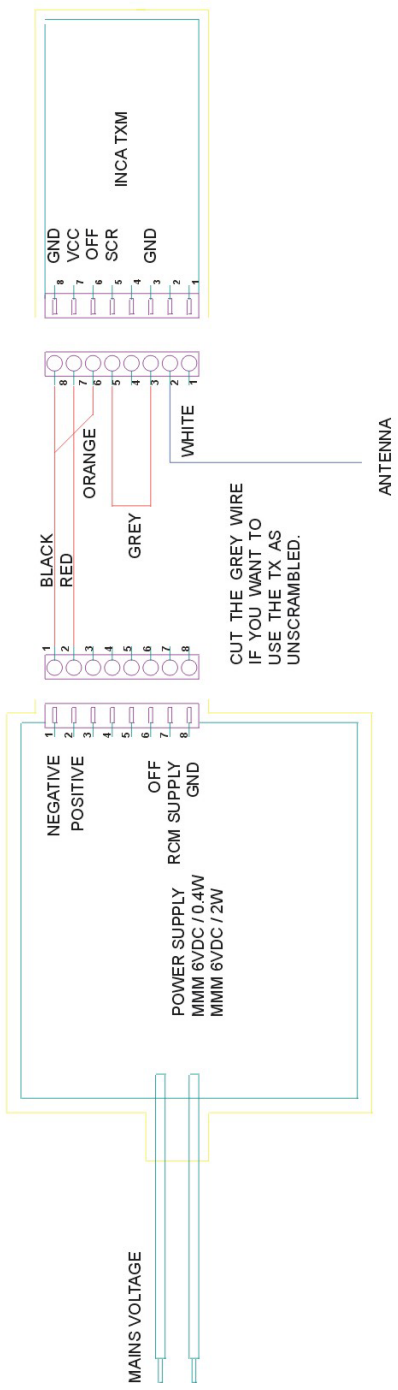 MAINS VOLTAGE
POWER SUPPLY
MMM 6VDC / 0.4W
MMM 6VDC / 2W
NEGATIVE
POSITIVE
OFF
RCM SUPPLY
GND
1
2
3
4
5
6
7
8
1
2
3
4
5
6
7
8
BLACK
RED
ORANGE
GREY
WHITE
CUT THE GREY WIRE
IF YOU WANT TO
USE THE TX AS
UNSCRAMBLED.
ANTENNA
8
7
6
5
4
3
2
1
8
7
6
5
4
3
2
1
GND
VCC
OFF
SCR
GND
INCA TXM